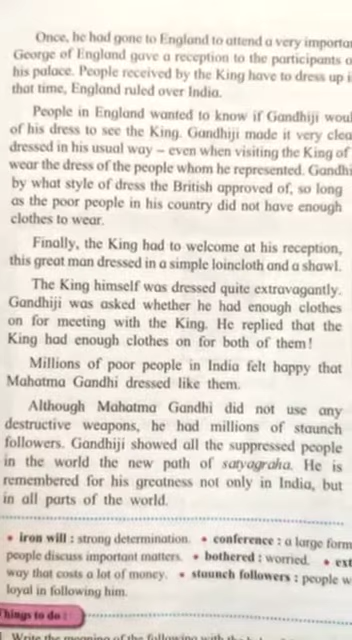 Once, he had gone to England to attend a very importa
George of England gave a reception to the participants a
his palace. People received by the King have to dress up i
that time, England ruled over India.
People in England wanted to know if Gandhiji woul
of his dress to see the King. Gandhiji made it very clea
dressed in his usual way – even when visiting the King of
wear the dress of the people whom he represented. Gandhi
by what style of dress the British approved of, so long
as the poor people in his country did not have enough
clothes to wear.
Finally, the King had to welcome at his reception,
this great man dressed in a simple loincloth and a shawl.
The King himself was dressed quite extravagantly.
Gandhiji was asked whether he had enough clothes
on for meeting with the King. He replied that the
King had enough clothes on for both of them!
Millions of poor people in India felt happy that
Mahatma Gandhi dressed like them.
Although Mahatma Gandhi did not use any
destructive weapons, he had millions of staunch
followers. Gandhiji showed all the suppressed people
in the world the new path of satyagraha. He is
remembered for his greatness not only in India, but
in all parts of the world.
• iron will : strong determination. • conference : a large form
people discuss important matters. • bothered : worried. • ext
way that costs a lot of money. • staunch followers : people w
loyal in following him.
Things to do :
Write the meaning of the following with the